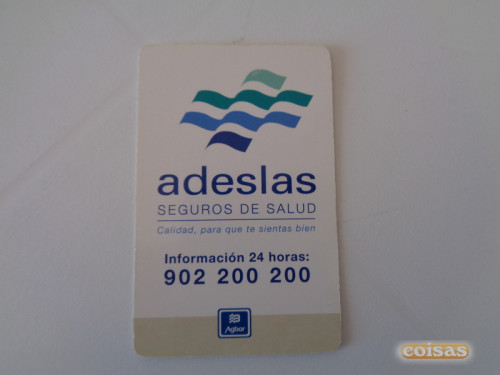 adeslas
SEGUROS DE SALUD
Calidad, para que te sientas bien
Información 24 horas:
902 200 200
Agbar
coisas